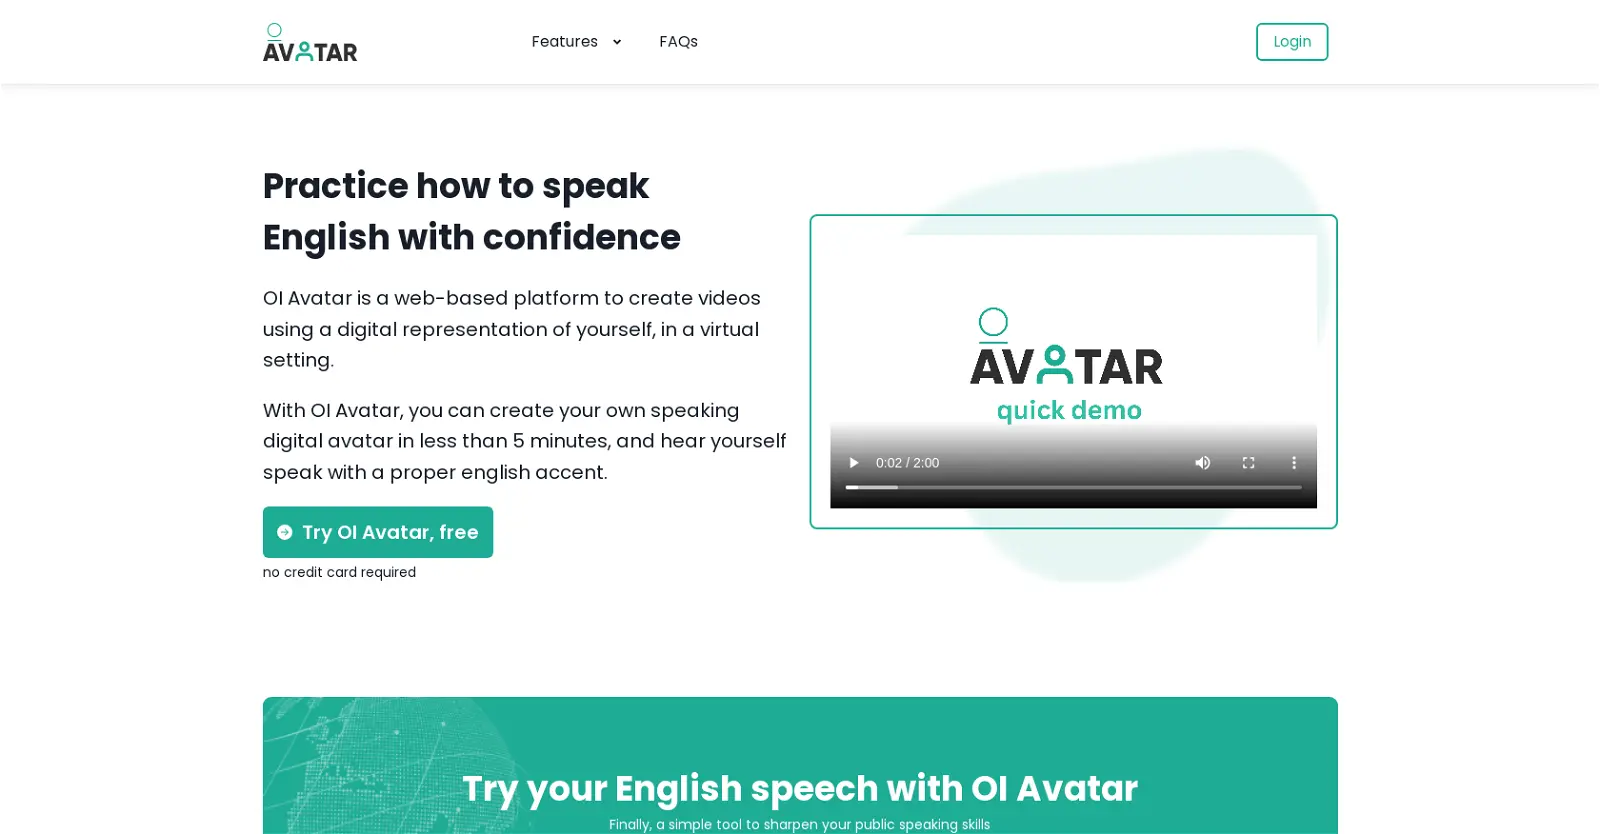 AVATAR
Features
FAQs
Login
Practice how to speak
English with confidence
OI Avatar is a web-based platform to create videos
using a digital representation of yourself, in a virtual
setting.
With OI Avatar, you can create your own speaking
digital avatar in less than 5 minutes, and hear yourself
speak with a proper english accent.
Try OI Avatar, free
no credit card required
AVATAR
quick demo
0:02 / 2:00
Try your English speech with OI Avatar
Finally, a simple tool to sharpen your public speaking skills